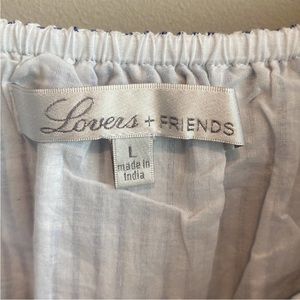 Lovers + FRIENDS
L
made in
India